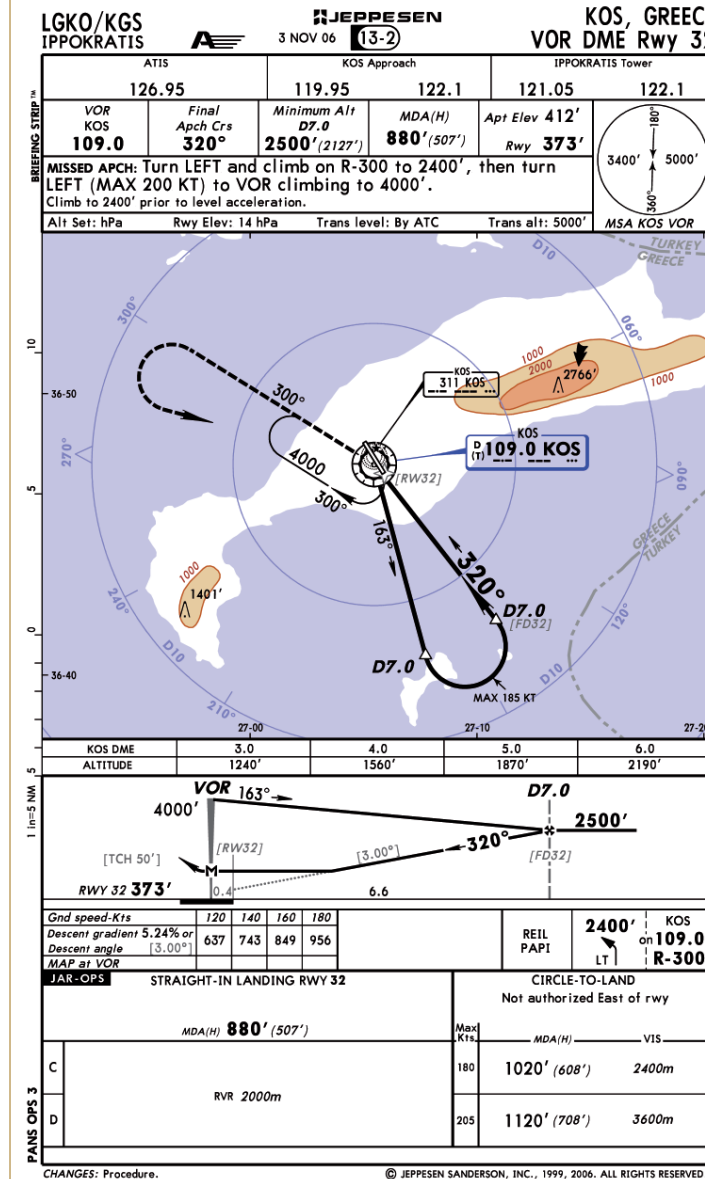 LGKO/KGS
JEPPESEN
KOS, GREEC
IPPOKRATIS
3 NOV 06
13-2
VOR DME Rwy 32
ATIS
KOS Approach
IPPOKRATIS Tower
126.95
119.95
122.1
121.05
122.1
BRIEFING STRIP™
VOR
KOS
109.0
Final
Apch Crs
320°
Minimum Alt
D7.0
2500' (2127')
MDA(H)
880' (507')
Apt Elev 412'
Rwy 373'
180°
3400'
5000'
360°
MSA KOS VOR
MISSED APCH: Turn LEFT and climb on R-300 to 2400', then turn
LEFT (MAX 200 KT) to VOR climbing to 4000'.
Climb to 2400' prior to level acceleration.
Alt Set: hPa
Rwy Elev: 14 hPa
Trans level: By ATC
Trans alt: 5000'
TURKEY
GREECE
D10
300°
060°
10
1000
2000
2766'
1000
KOS
311 KOS
36-50
300°
KOS
D
(T) 109.0 KOS
270°
4000
[RW32]
090°
5
300°
163°
GREECE
TURKEY
320°
1000
1401'
240°
D7.0
[FD32]
120°
0
D10
D7.0
D10
36-40
MAX 185 KT
210°
27-00
27-10
27-20
KOS DME
3.0
4.0
5.0
6.0
ALTITUDE
1240'
1560'
1870'
2190'
5
1 in=5 NM
VOR
163°
D7.0
4000'
2500'
[RW32]
320°
[TCH 50']
[3.00°]
[FD32]
M
RWY 32 373'
0.4
6.6
Gnd speed-Kts
120
140
160
180
Descent gradient 5.24% or
Descent angle [3.00°]
637
743
849
956
MAP at VOR
REIL
PAPI
2400'
LT
on
KOS
109.0
R-300
JAR-OPS
STRAIGHT-IN LANDING RWY 32
CIRCLE-TO-LAND
Not authorized East of rwy
MDA(H) 880' (507')
Max
Kts
MDA(H)
VIS
C
180
1020' (608')
2400m
RVR 2000m
D
205
1120' (708')
3600m
PANS OPS 3
CHANGES: Procedure.
© JEPPESEN SANDERSON, INC., 1999, 2006. ALL RIGHTS RESERVED